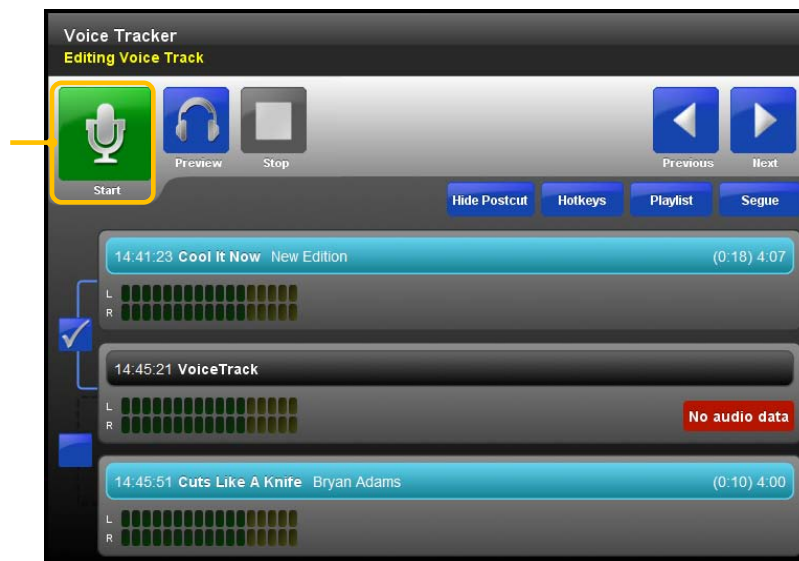 Voice Tracker
Editing Voice Track
Start
Preview
Stop
Previous
Next
Hide Postcut
Hotkeys
Playlist
Segue
14:41:23 Cool It Now New Edition (0:18) 4:07
L
R
14:45:21 VoiceTrack
L
R
No audio data
14:45:51 Cuts Like A Knife Bryan Adams (0:10) 4:00
L
R